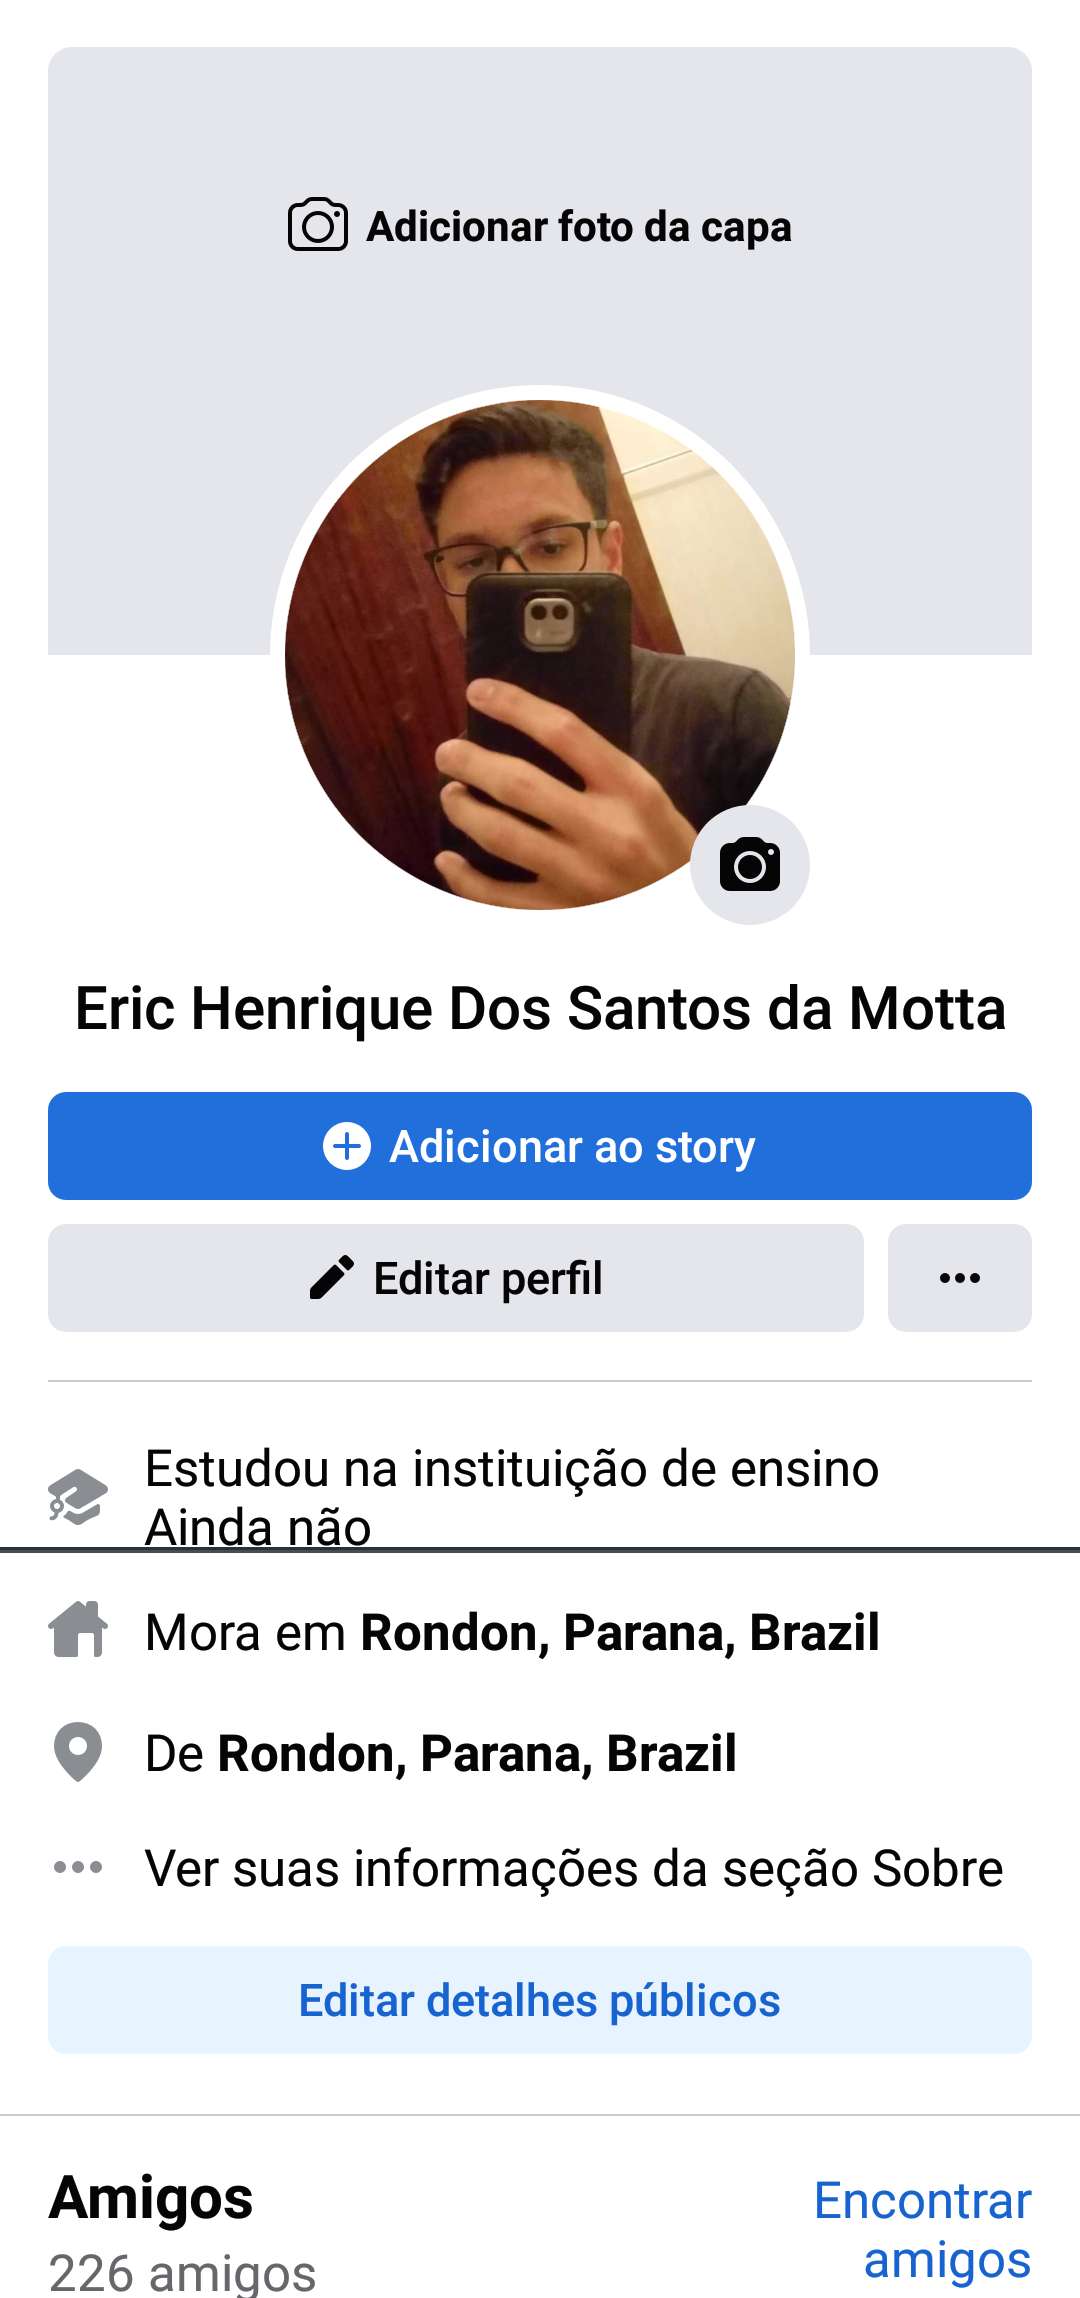 Adicionar foto da capa
Eric Henrique Dos Santos da Motta
Adicionar ao story
Editar perfil
Estudou na instituição de ensino
Ainda não
Mora em Rondon, Parana, Brazil
De Rondon, Parana, Brazil
Ver suas informações da seção Sobre
Editar detalhes públicos
Amigos
Encontrar
amigos
226 amigos